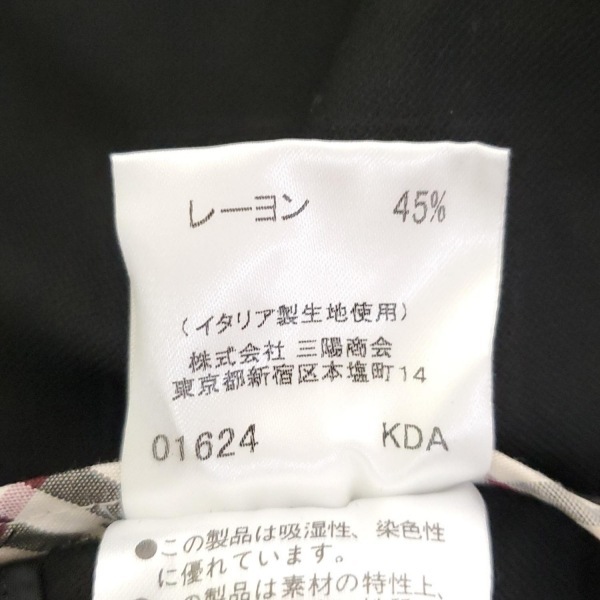 レーヨン 45%
(イタリア製生地使用)
株式会社 三陽商会
東京都新宿区本塩町14
01624 KDA
●この製品は吸湿性、染色性
に優れています。
の製品は素材の特性上、